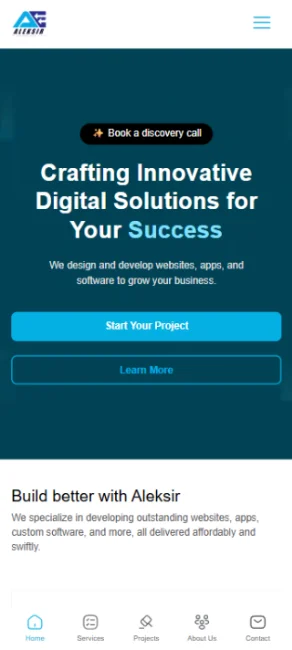 ALEKSIR
✨ Book a discovery call
Crafting Innovative
Digital Solutions for
Your Success
We design and develop websites, apps, and
software to grow your business.
Start Your Project
Learn More
Build better with Aleksir
We specialize in developing outstanding websites, apps,
custom software, and more, all delivered affordably and
swiftly.
Home Services Projects About Us Contact